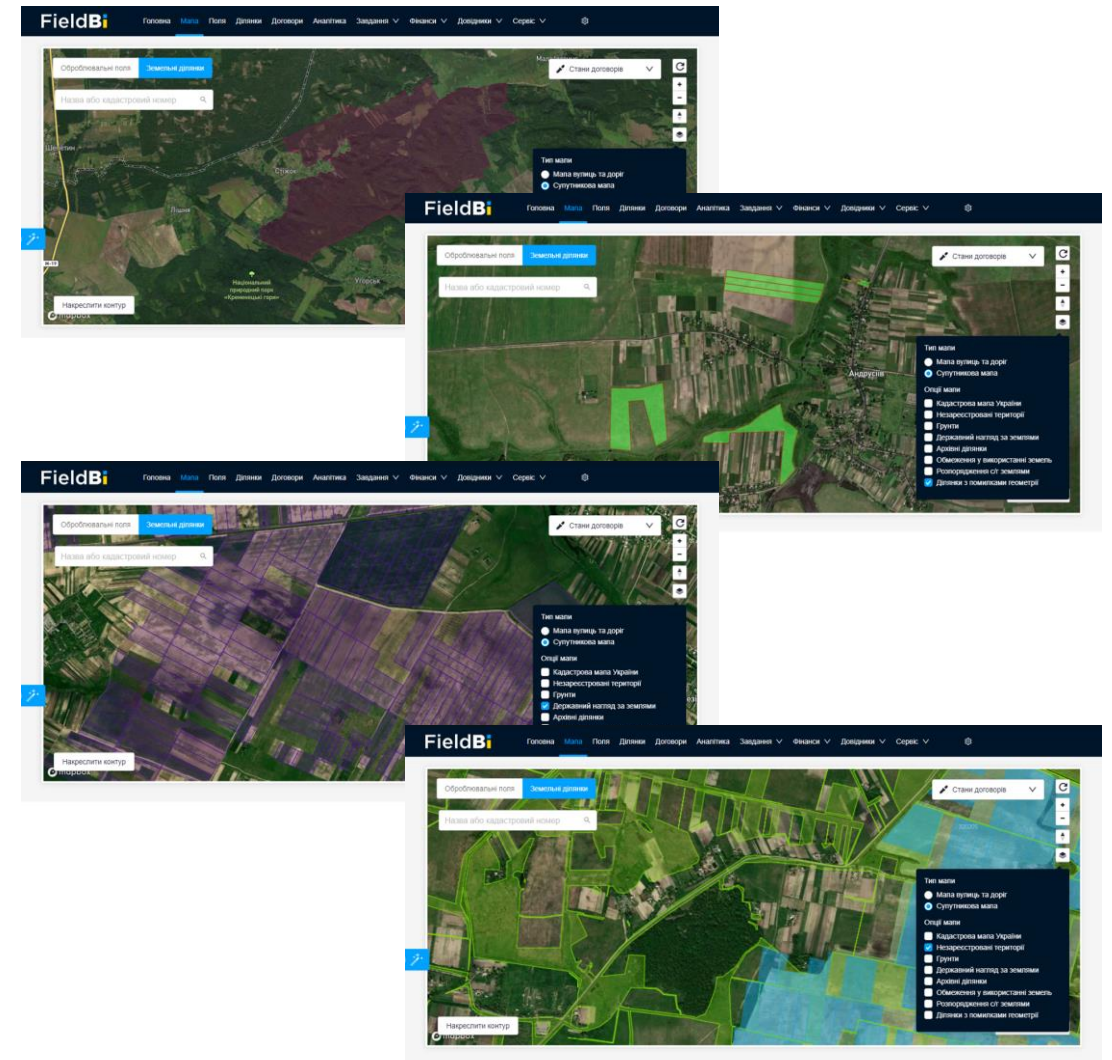 FieldBi Головна Мапа Поля Ділянки Договори Аналітика Завдання Фінанси Довідники Сервіс
Оброблювальні поля Земельні ділянки Стани договорів
Назва або кадастровий номер
Стіжок
Тип мапи
Мапа вулиць та доріг
Супутникова мапа
Національний
природний парк
«Кременецькі гори»
Угорськ
Накреслити контур
mapbox
FieldBi Головна Мапа Поля Ділянки Договори Аналітика Завдання Фінанси Довідники Сервіс
Оброблювальні поля Земельні ділянки Стани договорів
Назва або кадастровий номер
Андрусіїв
Тип мапи
Мапа вулиць та доріг
Супутникова мапа
Опції мапи
Кадастрова мапа України
Незареєстровані території
Грунти
Державний нагляд за землями
Архівні ділянки
Обмеження у використанні земель
Розпорядження с/г землями
Ділянки з помилками геометрії
FieldBi Головна Мапа Поля Ділянки Договори Аналітика Завдання Фінанси Довідники Сервіс
Оброблювальні поля Земельні ділянки Стани договорів
Назва або кадастровий номер
Тип мапи
Мапа вулиць та доріг
Супутникова мапа
Опції мапи
Кадастрова мапа України
Незареєстровані території
Грунти
Державний нагляд за землями
Архівні ділянки
Накреслити контур
FieldBi Головна Мапа Поля Ділянки Договори Аналітика Завдання Фінанси Довідники Сервіс
Оброблювальні поля Земельні ділянки Стани договорів
Назва або кадастровий номер
Тип мапи
Мапа вулиць та доріг
Супутникова мапа
Опції мапи
Кадастрова мапа України
Незареєстровані території
Грунти
Державний нагляд за землями
Архівні ділянки
Обмеження у використанні земель
Розпорядження с/г землями
Ділянки з помилками геометрії
Накреслити контур